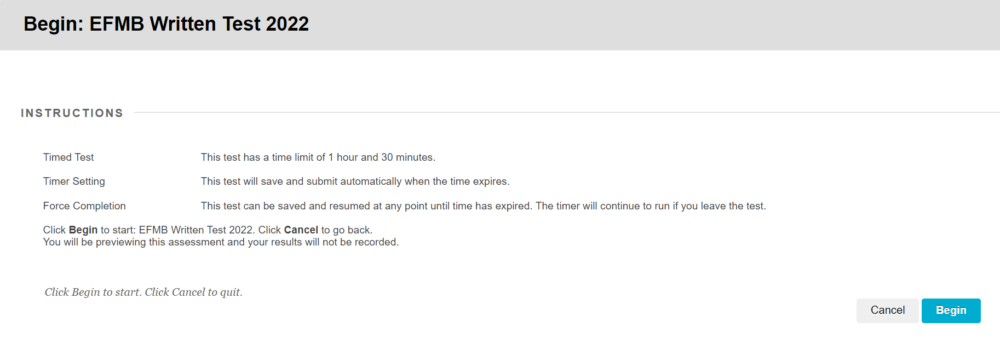 Begin: EFMB Written Test 2022
INSTRUCTIONS
Timed Test This test has a time limit of 1 hour and 30 minutes.
Timer Setting This test will save and submit automatically when the time expires.
Force Completion This test can be saved and resumed at any point until time has expired. The timer will continue to run if you leave the test.
Click Begin to start: EFMB Written Test 2022. Click Cancel to go back.
You will be previewing this assessment and your results will not be recorded.
Click Begin to start. Click Cancel to quit.
Cancel Begin